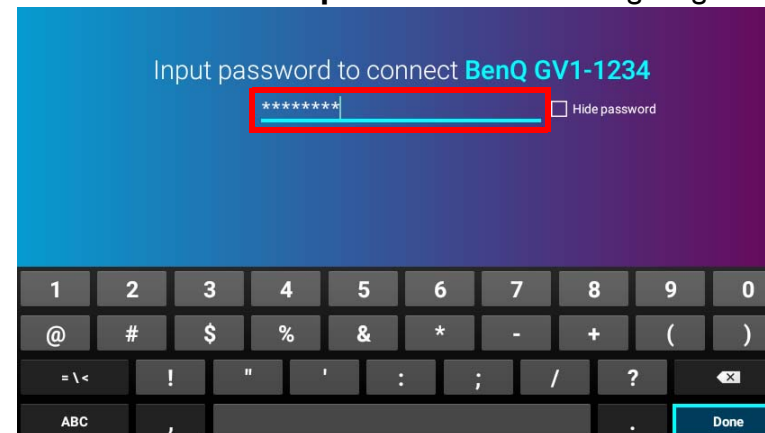 Input password to connect BenQ GV1-1234
********
Hide password
1 2 3 4 5 6 7 8 9 0
@ # $ % & * - + ( )
= \ < ! " ' : ; / ?
ABC , . Done